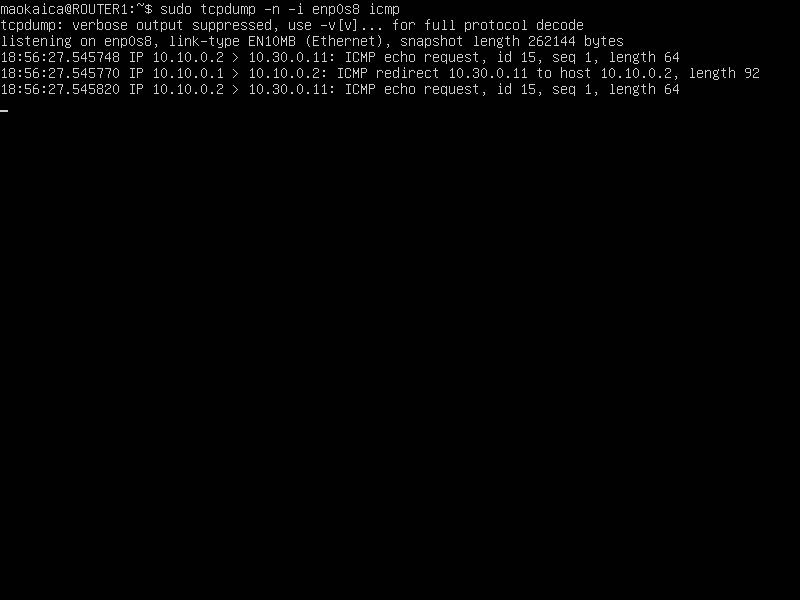 maokaica@ROUTER1:~$ sudo tcpdump -n -i enp0s8 icmp
tcpdump: verbose output suppressed, use -v[v]... for full protocol decode
listening on enp0s8, link-type EN10MB (Ethernet), snapshot length 262144 bytes
18:56:27.545748 IP 10.10.0.2 > 10.30.0.11: ICMP echo request, id 15, seq 1, length 64
18:56:27.545770 IP 10.10.0.1 > 10.10.0.2: ICMP redirect 10.30.0.11 to host 10.10.0.2, length 92
18:56:27.545820 IP 10.10.0.2 > 10.30.0.11: ICMP echo request, id 15, seq 1, length 64